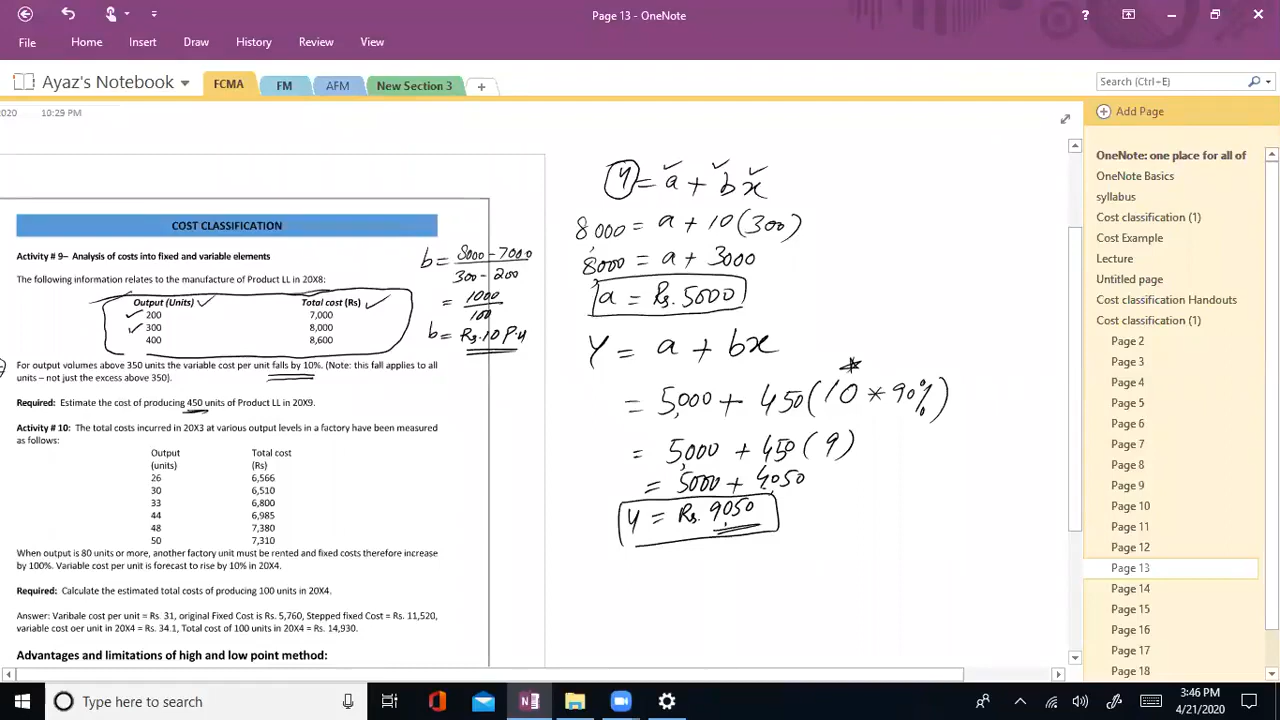 Page 13 - OneNote
File Home Insert Draw History Review View
Ayaz's Notebook FCMA FM AFM New Section 3
Search (Ctrl+E)
2020 10:29 PM
COST CLASSIFICATION
Activity # 9– Analysis of costs into fixed and variable elements
The following information relates to the manufacture of Product LL in 20X8:
Output (Units) Total cost (Rs)
200 7,000
300 8,000
400 8,600
For output volumes above 350 units the variable cost per unit falls by 10%. (Note: this fall applies to all
units – not just the excess above 350).
Required: Estimate the cost of producing 450 units of Product LL in 20X9.
Activity # 10: The total costs incurred in 20X3 at various output levels in a factory have been measured
as follows:
Output Total cost
(units) (Rs)
26 6,566
30 6,510
33 6,800
44 6,985
48 7,380
50 7,310
When output is 80 units or more, another factory unit must be rented and fixed costs therefore increase
by 100%. Variable cost per unit is forecast to rise by 10% in 20X4.
Required: Calculate the estimated total costs of producing 100 units in 20X4.
Answer: Varibale cost per unit = Rs. 31, original Fixed Cost is Rs. 5,760, Stepped fixed Cost = Rs. 11,520,
variable cost oer unit in 20X4 = Rs. 34.1, Total cost of 100 units in 20X4 = Rs. 14,930.
Advantages and limitations of high and low point method:
b = 8000 - 7000
300 - 200
= 1000
100
b = Rs. 10 P.u
y = a + bx
8000 = a + 10 (300)
8000 = a + 3000
a = Rs. 5000
Y = a + bx
= 5,000 + 450 (10 * 90%)
= 5,000 + 450 (9)
= 5000 + 4,050
Y = Rs. 9,050
Add Page
OneNote: one place for all of
OneNote Basics
syllabus
Cost classification (1)
Cost Example
Lecture
Untitled page
Cost classification Handouts
Cost classification (1)
Page 2
Page 3
Page 4
Page 5
Page 6
Page 7
Page 8
Page 9
Page 10
Page 11
Page 12
Page 13
Page 14
Page 15
Page 16
Page 17
Page 18
Type here to search
3:46 PM
4/21/2020